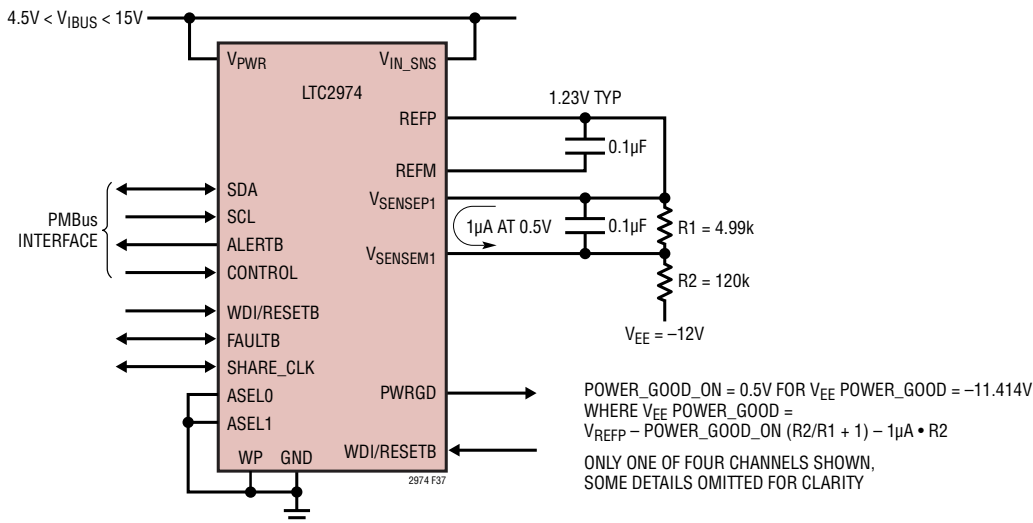 4.5V < VIBUS < 15V
VPWR
VIN_SNS
LTC2974
1.23V TYP
REFP
0.1µF
REFM
SDA
VSENSEP1
PMBus
INTERFACE
SCL
1µA AT 0.5V
0.1µF
R1 = 4.99k
ALERTB
VSENSEM1
CONTROL
R2 = 120k
WDI/RESETB
VEE = –12V
FAULTB
SHARE_CLK
ASEL0
PWRGD
ASEL1
WP
GND
WDI/RESETB
2974 F37
POWER_GOOD_ON = 0.5V FOR VEE POWER_GOOD = –11.414V
WHERE VEE POWER_GOOD =
VREFP – POWER_GOOD_ON (R2/R1 + 1) – 1µA • R2
ONLY ONE OF FOUR CHANNELS SHOWN,
SOME DETAILS OMITTED FOR CLARITY